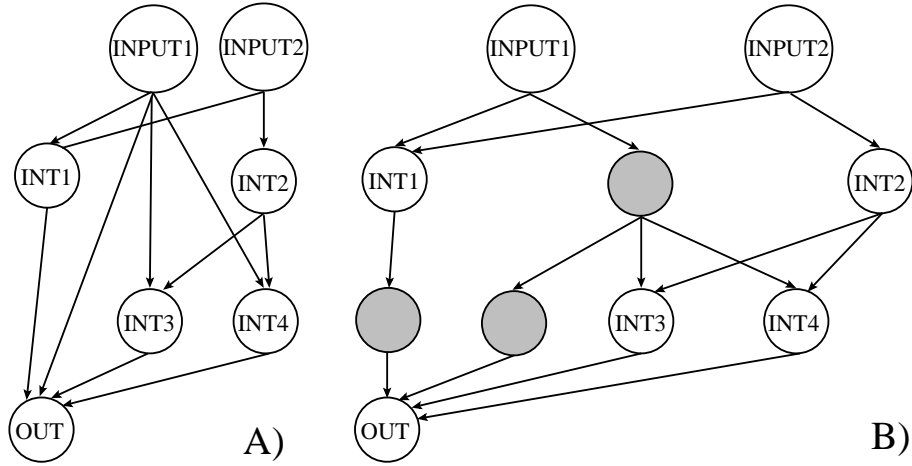 INPUT1 INPUT2 INPUT1 INPUT2
INT1 INT2 INT1 INT2
INT3 INT4 INT3 INT4
OUT A) OUT B)